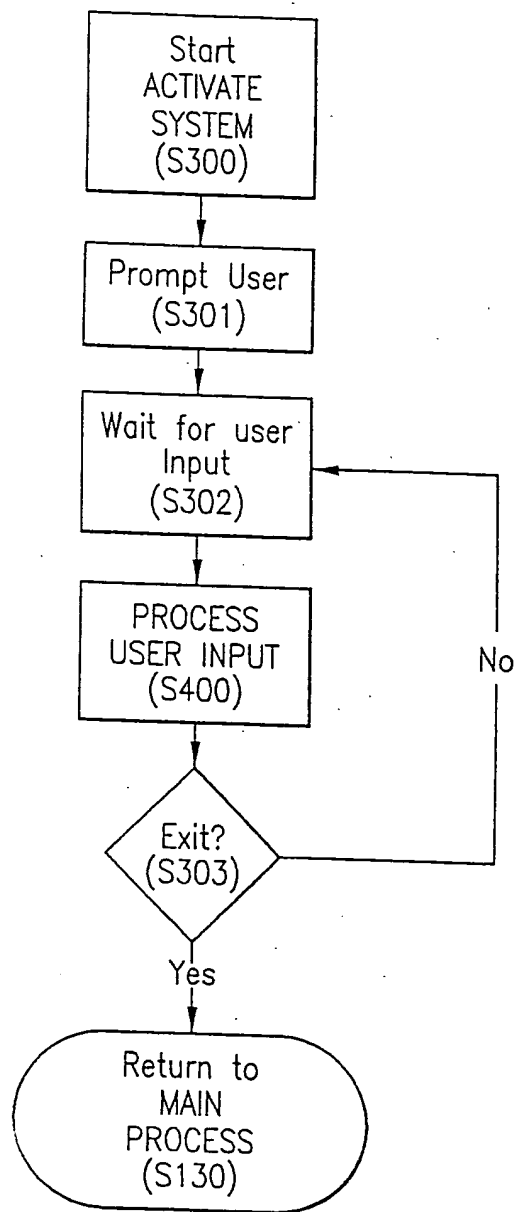 Start
ACTIVATE
SYSTEM
(S300)
Prompt User
(S301)
Wait for user
Input
(S302)
PROCESS
USER INPUT
(S400)
No
Exit?
(S303)
Yes
Return to
MAIN
PROCESS
(S130)